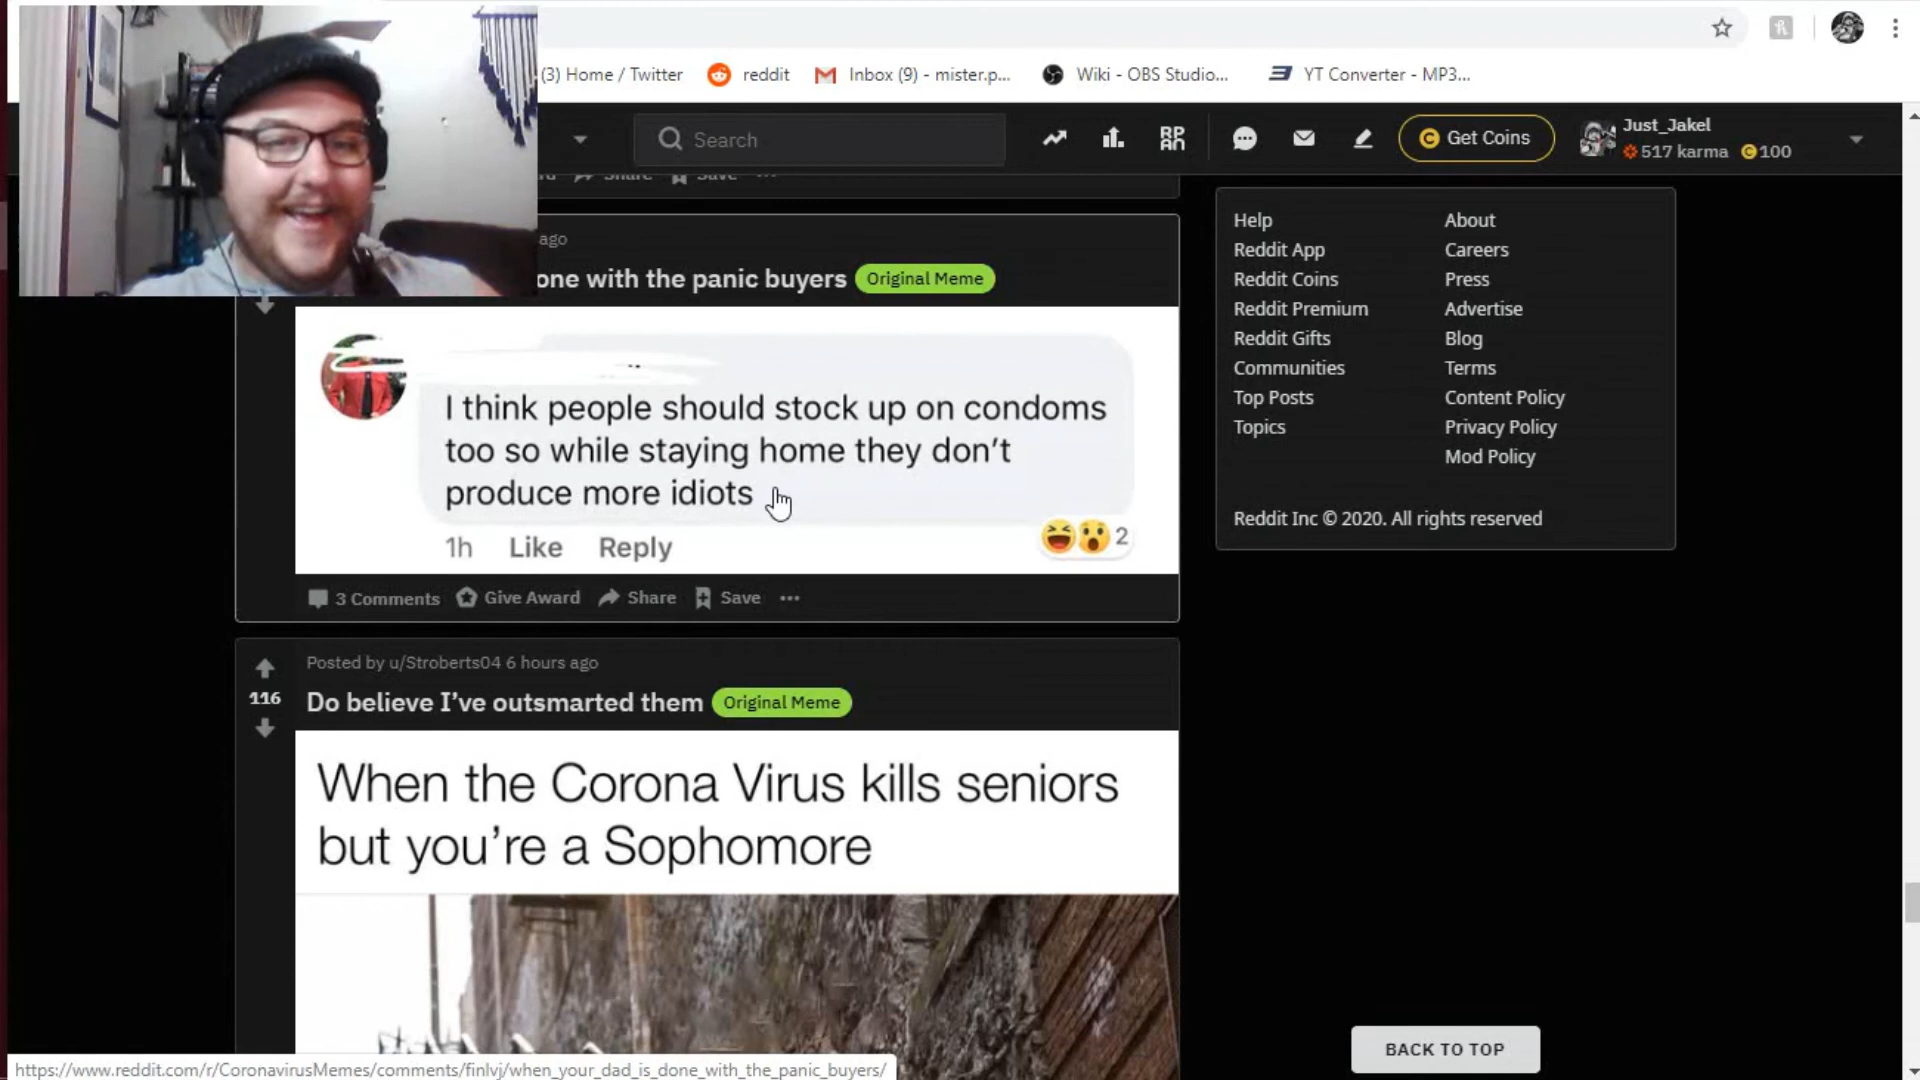 (3) Home / Twitter reddit Inbox (9) - mister.p... Wiki - OBS Studio... YT Converter - MP3...
Search
RPAN
Get Coins
Just_Jakel
517 karma 100
Share Save ...
ago
one with the panic buyers Original Meme
I think people should stock up on condoms
too so while staying home they don't
produce more idiots
1h Like Reply 2
3 Comments Give Award Share Save ...
Posted by u/Stroberts04 6 hours ago
116
Do believe I've outsmarted them Original Meme
When the Corona Virus kills seniors
but you're a Sophomore
Help About
Reddit App Careers
Reddit Coins Press
Reddit Premium Advertise
Reddit Gifts Blog
Communities Terms
Top Posts Content Policy
Topics Privacy Policy
Mod Policy
Reddit Inc © 2020. All rights reserved
BACK TO TOP
https://www.reddit.com/r/CoronavirusMemes/comments/finlvj/when_your_dad_is_done_with_the_panic_buyers/